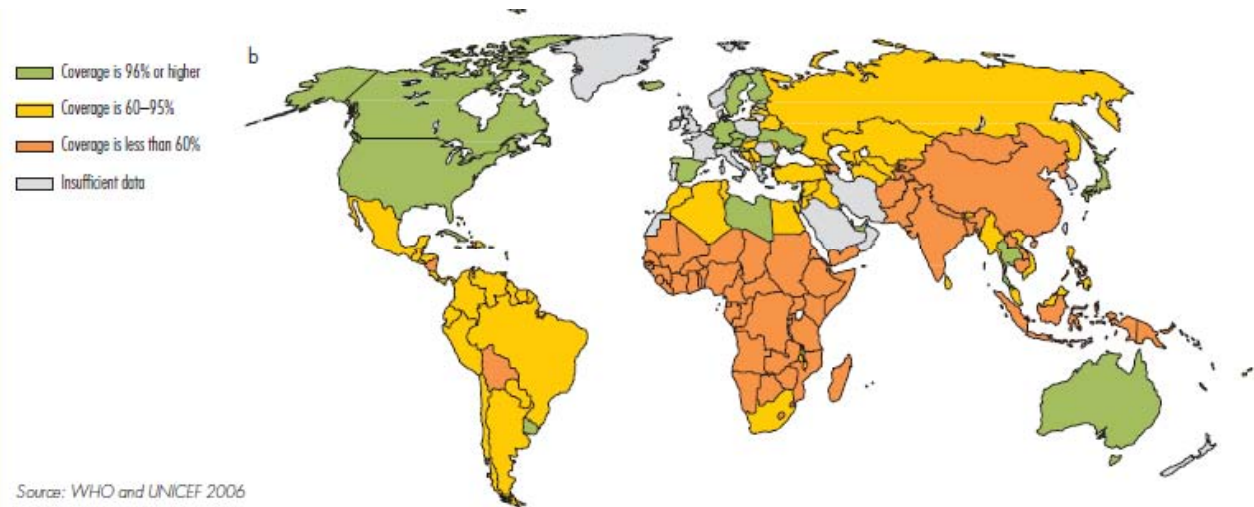 b
Coverage is 96% or higher
Coverage is 60–95%
Coverage is less than 60%
Insufficient data
Source: WHO and UNICEF 2006